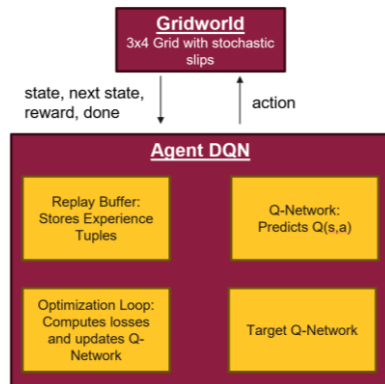 Gridworld
3x4 Grid with stochastic
slips
state, next state,
reward, done
action
Agent DQN
Replay Buffer:
Stores Experience
Tuples
Q-Network:
Predicts Q(s,a)
Optimization Loop:
Computes losses
and updates Q-
Network
Target Q-Network